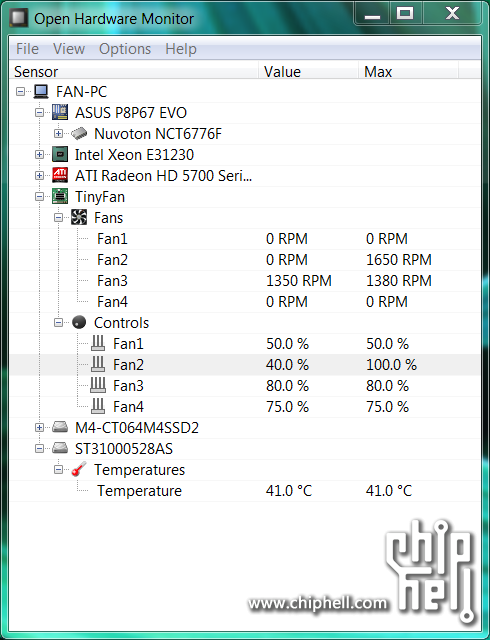 Open Hardware Monitor
File View Options Help
Sensor Value Max
FAN-PC
ASUS P8P67 EVO
Nuvoton NCT6776F
Intel Xeon E31230
ATI
ATI Radeon HD 5700 Seri...
TinyFan
Fans
Fan1 0 RPM 0 RPM
Fan2 0 RPM 1650 RPM
Fan3 1350 RPM 1380 RPM
Fan4 0 RPM 0 RPM
Controls
Fan1 50.0 % 50.0 %
Fan2 40.0 % 100.0 %
Fan3 80.0 % 80.0 %
Fan4 75.0 % 75.0 %
M4-CT064M4SSD2
ST31000528AS
Temperatures
Temperature 41.0 °C 41.0 °C
chip
hell
www.chiphell.com